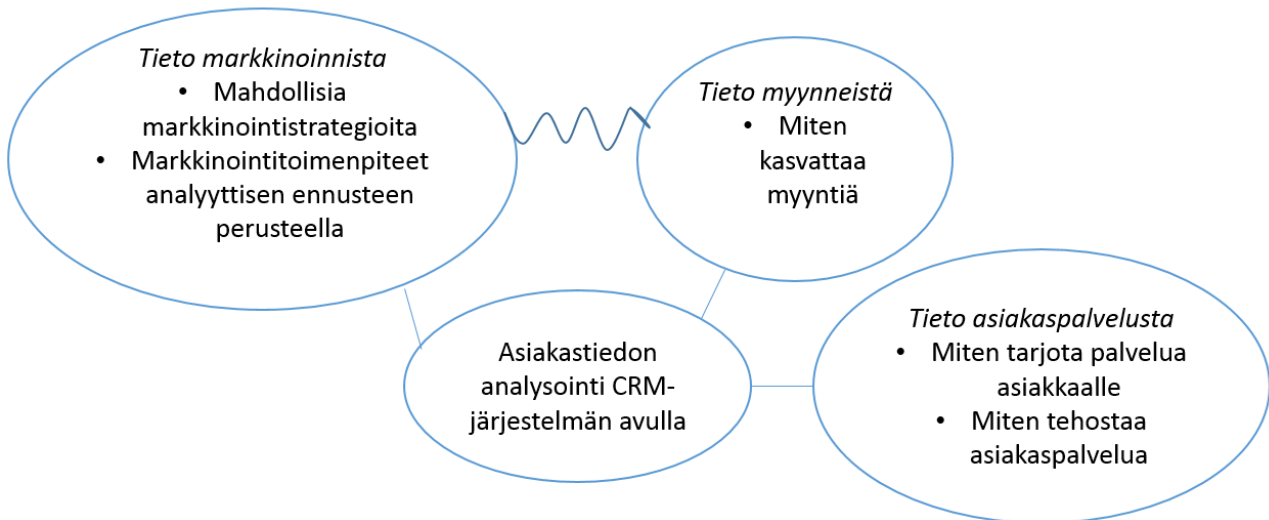 Tieto markkinoinnista
• Mahdollisia
markkinointistrategioita
• Markkinointitoimenpiteet
analyyttisen ennusteen
perusteella
Tieto myynneistä
• Miten
kasvattaa
myyntiä
Asiakastiedon
analysointi CRM-
järjestelmän avulla
Tieto asiakaspalvelusta
• Miten tarjota palvelua
asiakkaalle
• Miten tehostaa
asiakaspalvelua